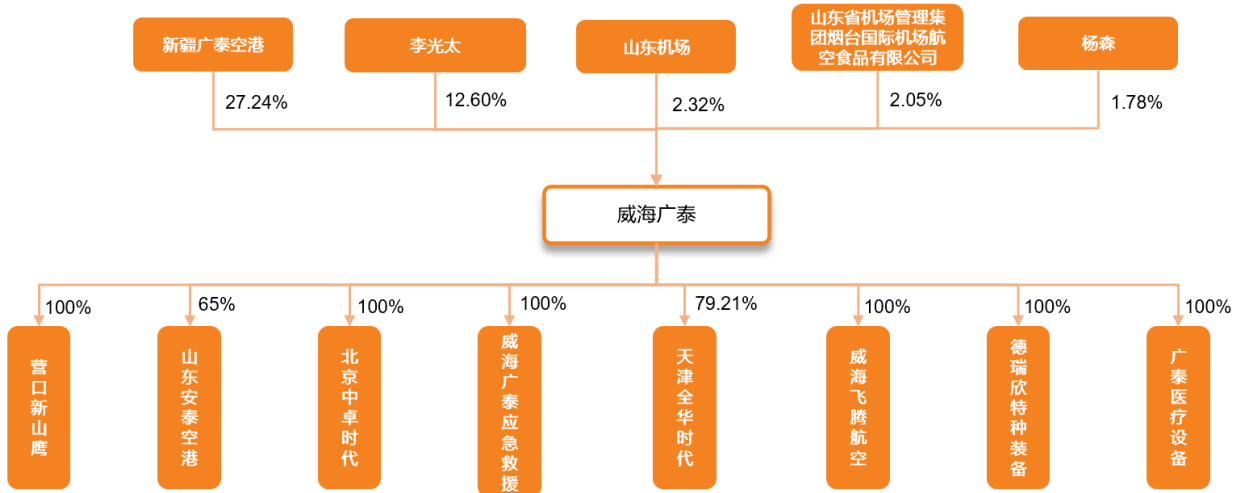 新疆广泰空港
李光太
山东机场
山东省机场管理集
团烟台国际机场航
空食品有限公司
杨森
27.24%
12.60%
2.32%
2.05%
1.78%
威海广泰
100%
65%
100%
100%
79.21%
100%
100%
100%
营口新山鹰
山东安泰空港
北京中卓时代
威海广泰应急救援
天津全华时代
威海飞腾航空
德瑞欣特种装备
广泰医疗设备